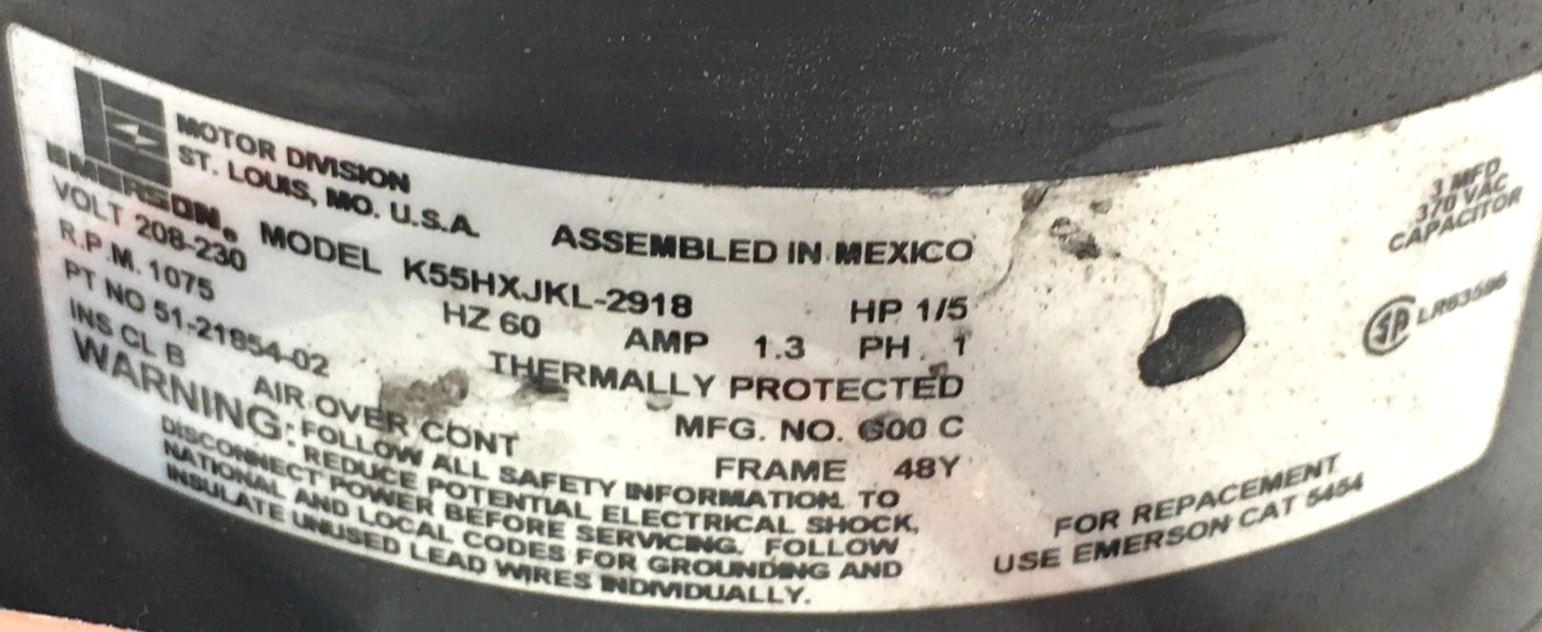 MOTOR DIVISION
ST. LOUIS, MO. U.S.A.
EMERSON®
ASSEMBLED IN MEXICO
VOLT 208-230 MODEL K55HXJKL-2918 HP 1/5
R.P.M. 1075 HZ 60 AMP 1.3 PH. 1
PT NO 51-21854-02 THERMALLY PROTECTED
INS CL B AIR OVER CONT MFG. NO. G00 C
FRAME 48Y
WARNING: FOLLOW ALL SAFETY INFORMATION TO
REDUCE POTENTIAL ELECTRICAL SHOCK,
DISCONNECT POWER BEFORE SERVICING. FOLLOW
NATIONAL AND LOCAL CODES FOR GROUNDING AND
INSULATE UNUSED LEAD WIRES INDIVIDUALLY.
3 MFD
370 VAC
CAPACITOR
SA
FOR REPACEMENT
USE EMERSON CAT 5454